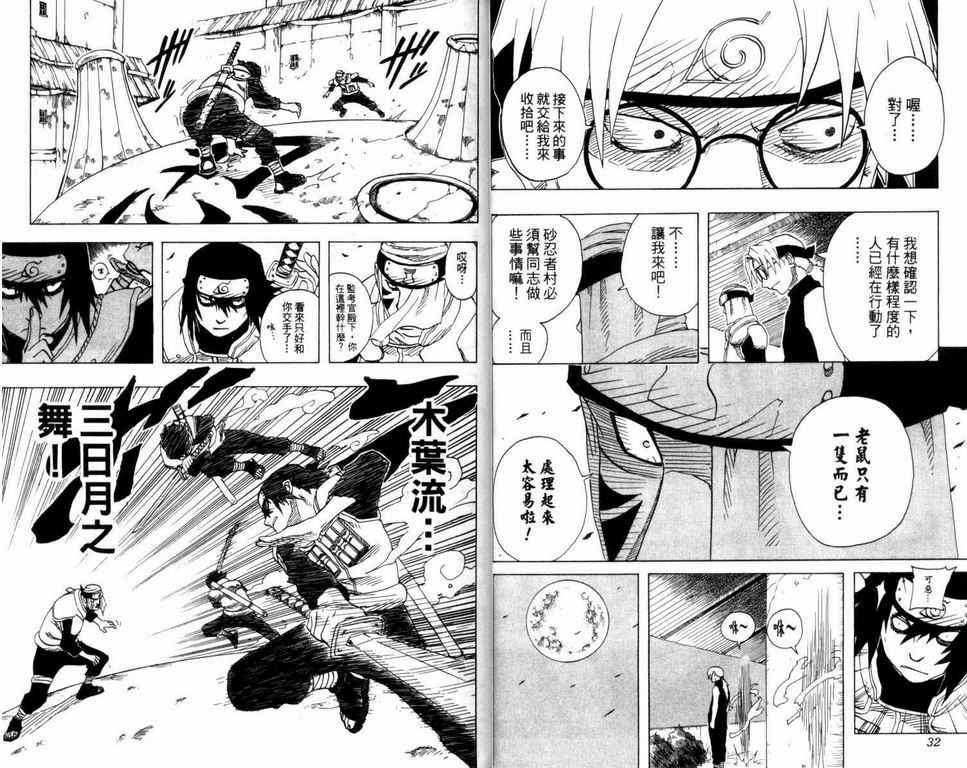 喔
對了…
接下來的事
就交給我來
收拾吧……
我想確認一下，
有什麼樣程度的
人已經在行動了
……
不……
讓我來吧！
砂忍者村必
須幫同志做
些事情嘛！
……而且
老鼠只有
一隻而已…
處理起來
太容易啦！
可惡…
咻～
咻～
32
哎呀…
監考官殿下，你
在這裡幹什麼？
看來只好和
你交手了…
咳…
木葉流…
三日月之
舞！